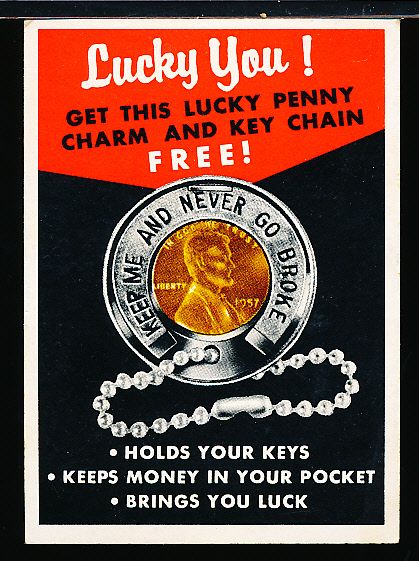 Lucky You !
GET THIS LUCKY PENNY
CHARM AND KEY CHAIN
FREE!
KEEP ME AND NEVER GO BROKE
IN GOD WE TRUST
LIBERTY
1957
• HOLDS YOUR KEYS
• KEEPS MONEY IN YOUR POCKET
• BRINGS YOU LUCK